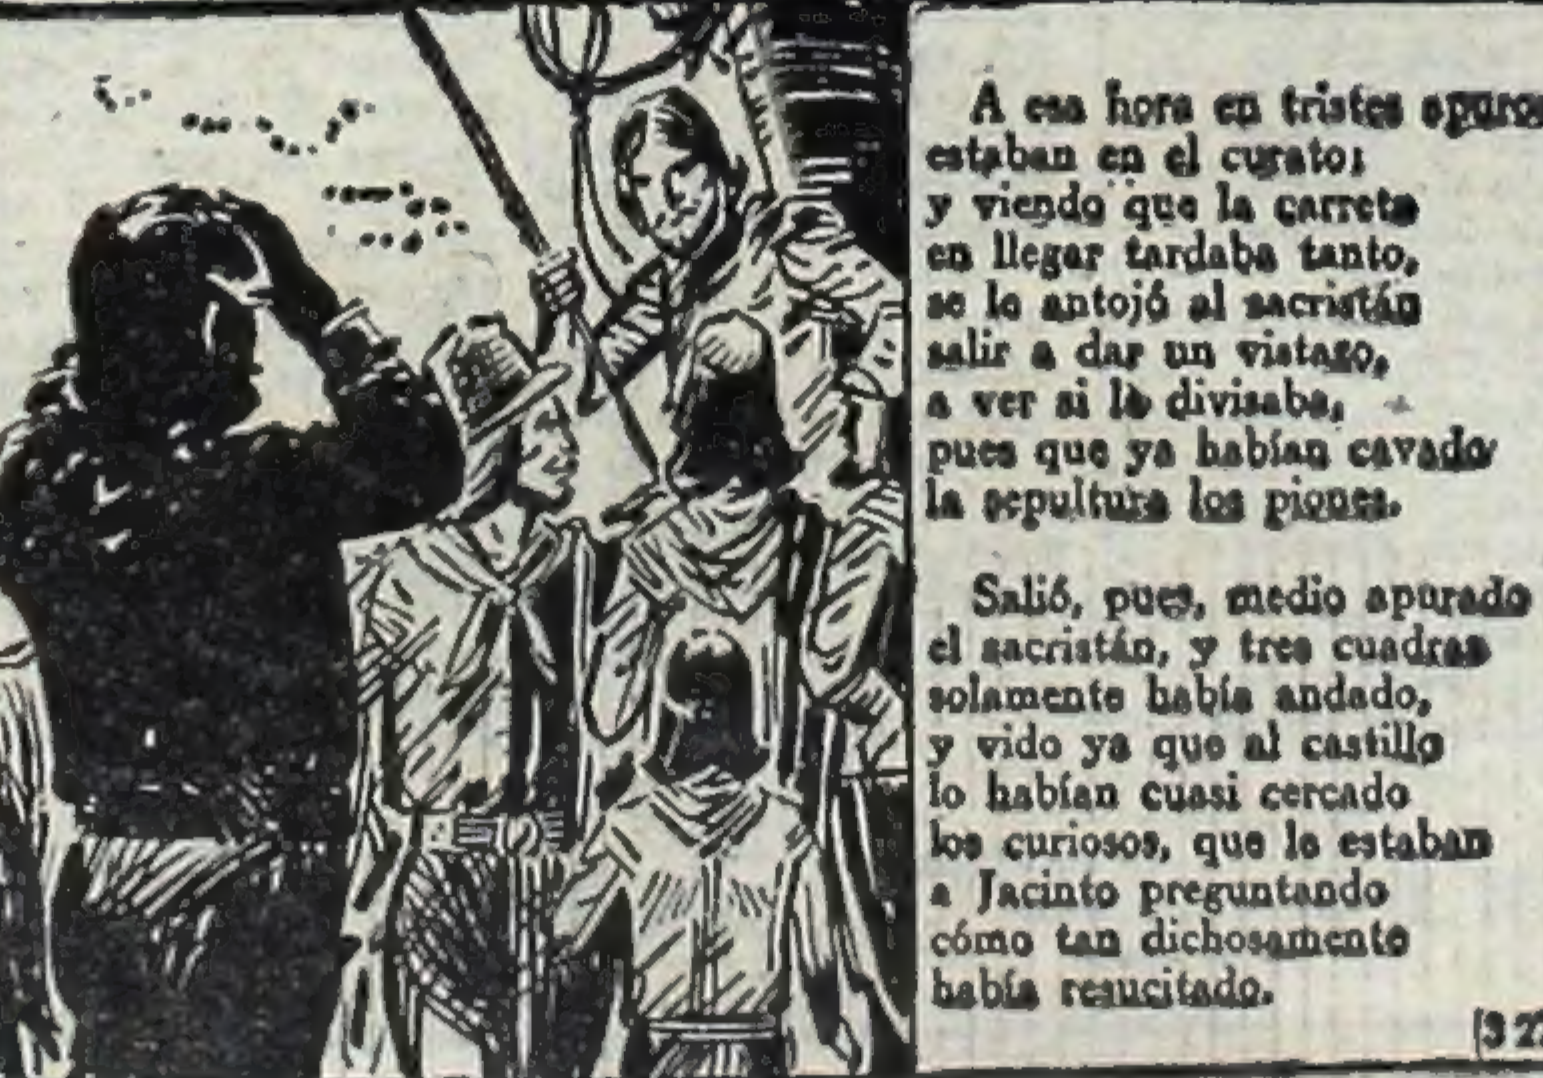 A esa hora en tristes apuros
estaban en el curato;
y viendo que la carreta
en llegar tardaba tanto,
se le antojó al sacristán
salir a dar un vistazo,
a ver si la divisaba,
pues que ya habían cavado
la sepultura los piones.
Salió, pues, medio apurado
el sacristán, y tres cuadras
solamente había andado,
y vido ya que al castillo
lo habían cuasi cercado
los curiosos, que le estaban
a Jacinto preguntando
cómo tan dichosamente
había resucitado.